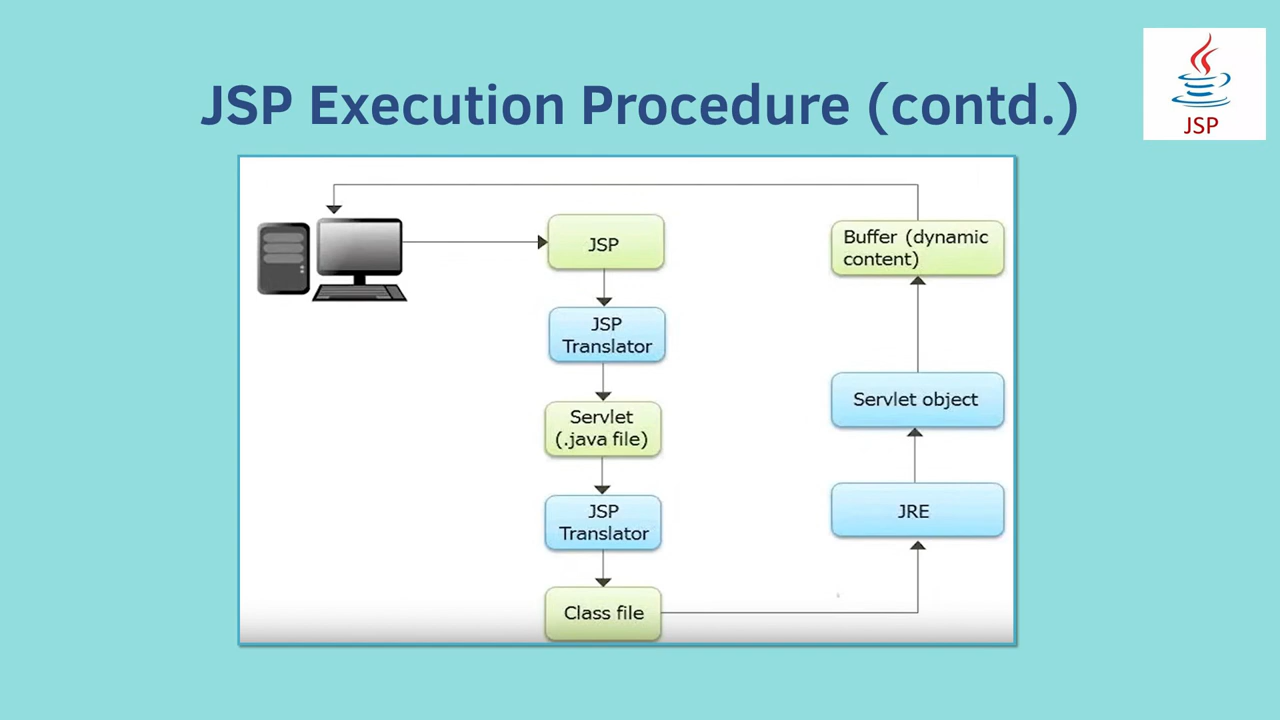 JSP Execution Procedure (contd.)
JSP
JSP
JSP
Translator
Servlet
(.java file)
JSP
Translator
Class file
Buffer (dynamic
content)
Servlet object
JRE